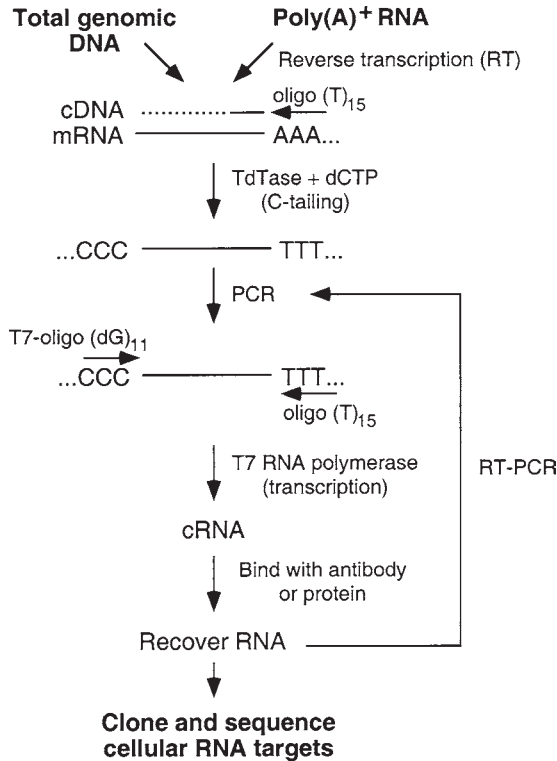 Total genomic
DNA
Poly(A)+ RNA
Reverse transcription (RT)
cDNA
oligo (T)15
mRNA
AAA...
TdTase + dCTP
(C-tailing)
...CCC
TTT...
PCR
T7-oligo (dG)11
...CCC
TTT...
oligo (T)15
T7 RNA polymerase
(transcription)
RT-PCR
cRNA
Bind with antibody
or protein
Recover RNA
Clone and sequence
cellular RNA targets